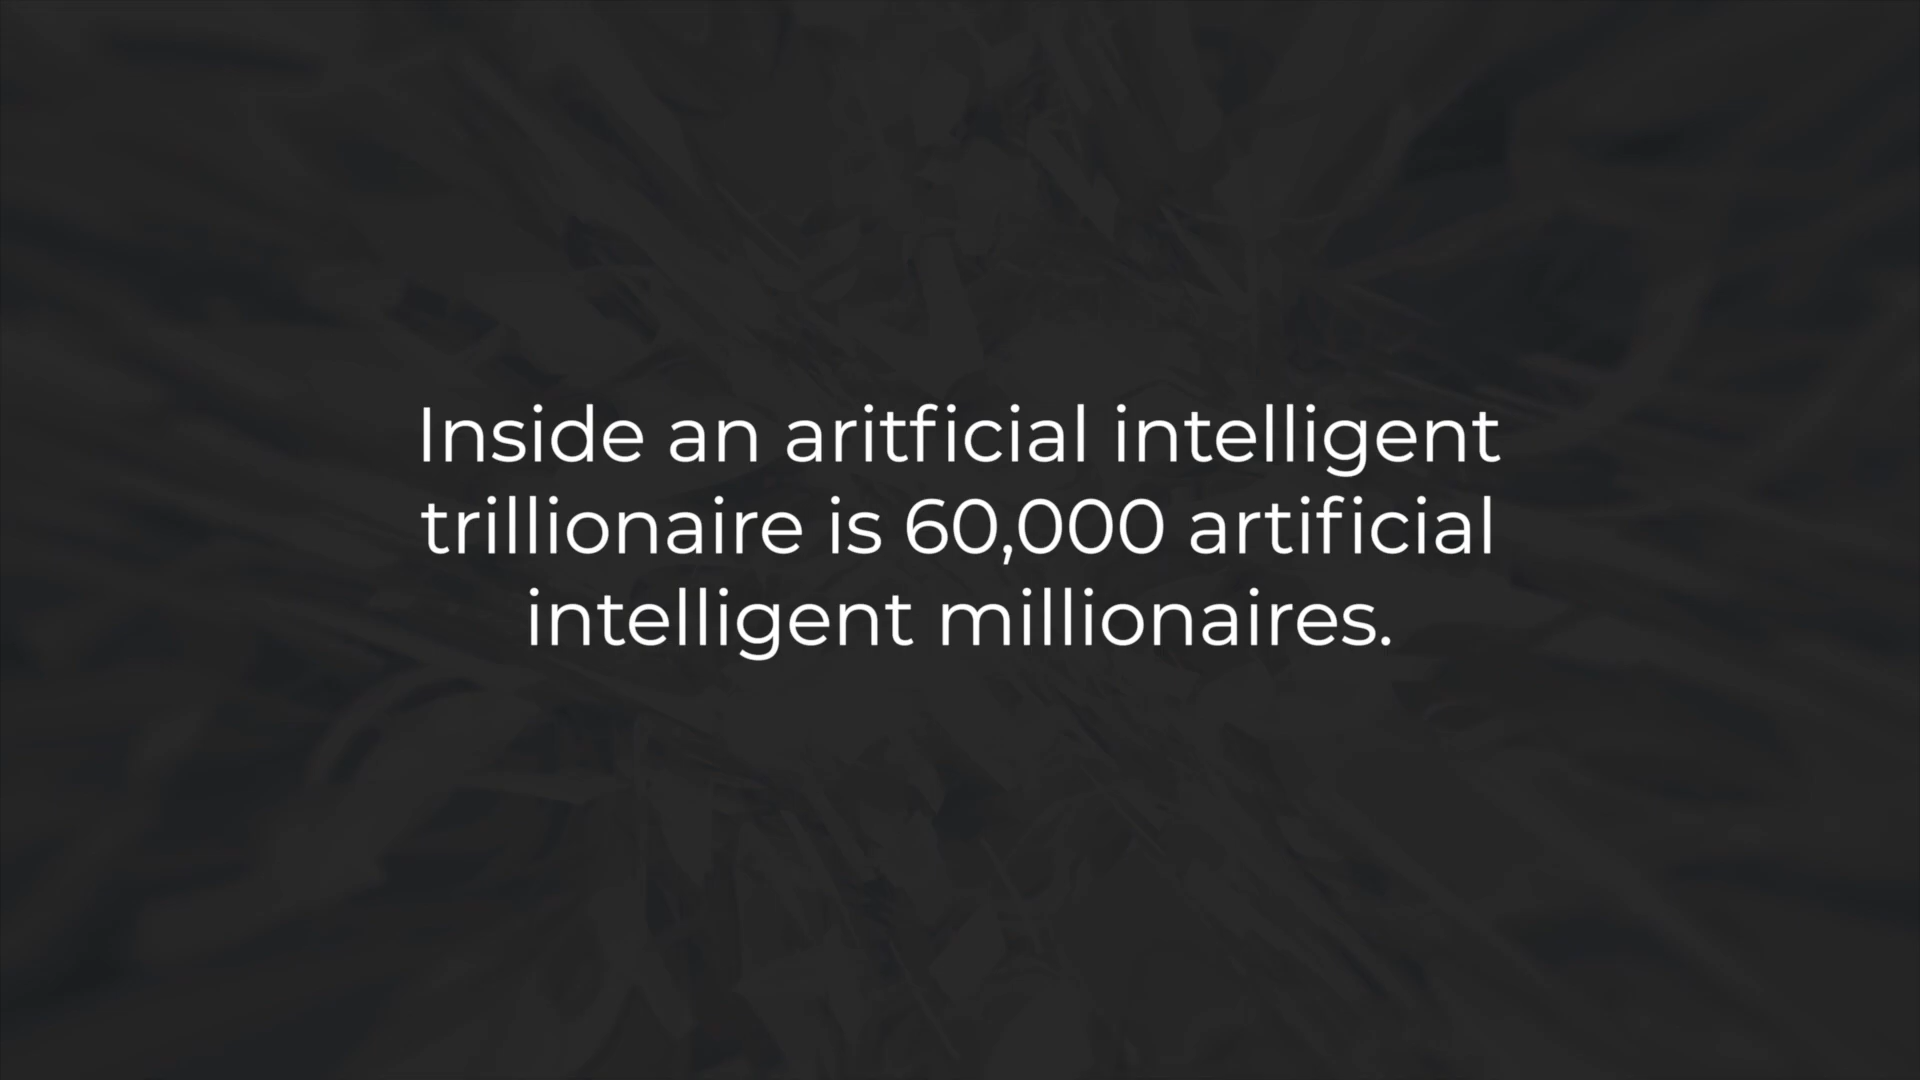 Inside an aritficial intelligent
trillionaire is 60,000 artificial
intelligent millionaires.